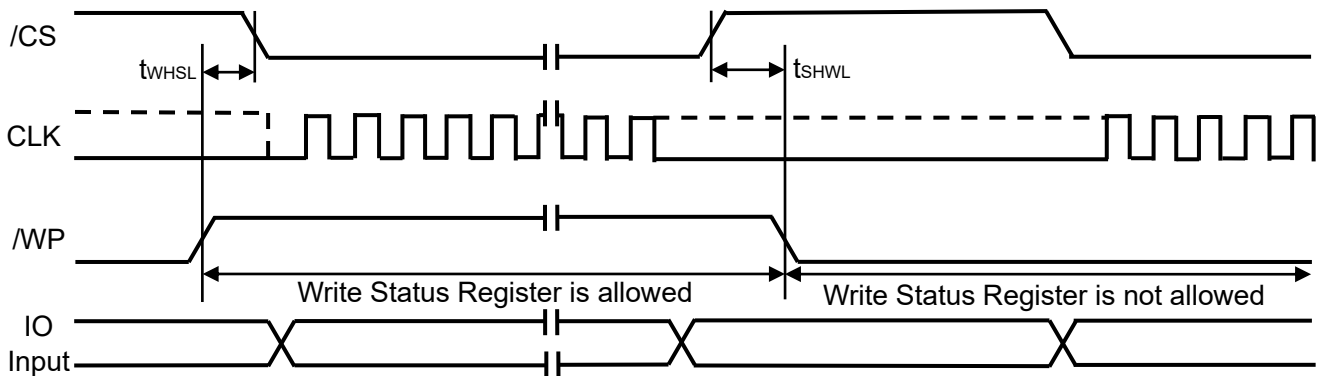 /CS
tWHSL
tSHWL
CLK
/WP
Write Status Register is allowed
Write Status Register is not allowed
IO
Input